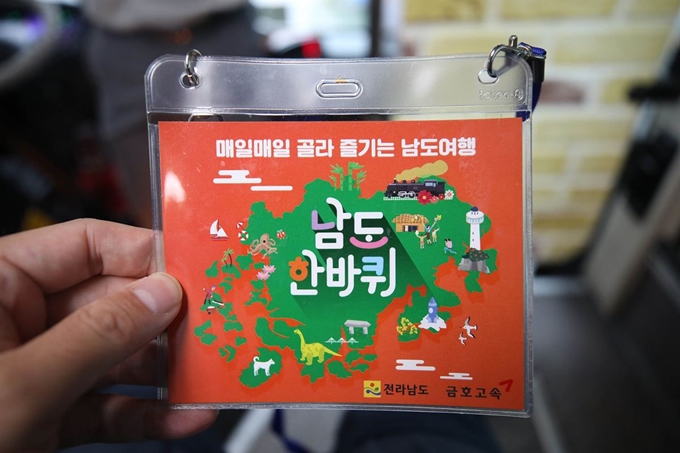 매일매일 골라 즐기는 남도여행
남도
한바퀴
전라남도 금호고속